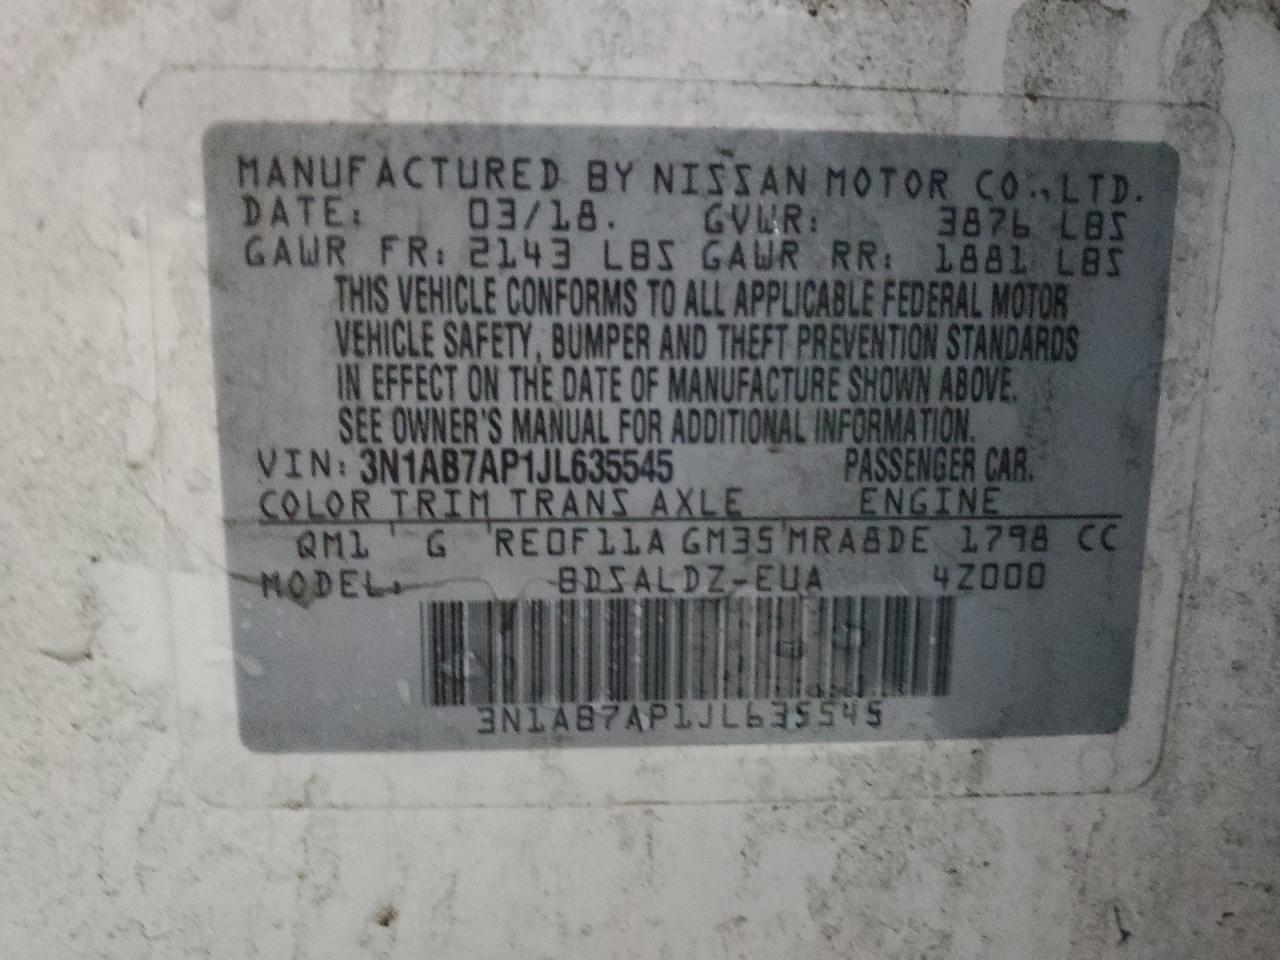 MANUFACTURED BY NISSAN MOTOR CO., LTD.
DATE: 03/18. GVWR: 3876 LBS
GAWR FR: 2143 LBS GAWR RR: 1881 LBS
THIS VEHICLE CONFORMS TO ALL APPLICABLE FEDERAL MOTOR
VEHICLE SAFETY, BUMPER AND THEFT PREVENTION STANDARDS
IN EFFECT ON THE DATE OF MANUFACTURE SHOWN ABOVE.
SEE OWNER'S MANUAL FOR ADDITIONAL INFORMATION.
VIN: 3N1AB7AP1JL635545 PASSENGER CAR.
COLOR TRIM TRANS AXLE ENGINE
QM1 G RE0F11A GM35 MRA8DE 1798 CC
MODEL: BDSALDZ-EUA 4Z000
3N1AB7AP1JL635545